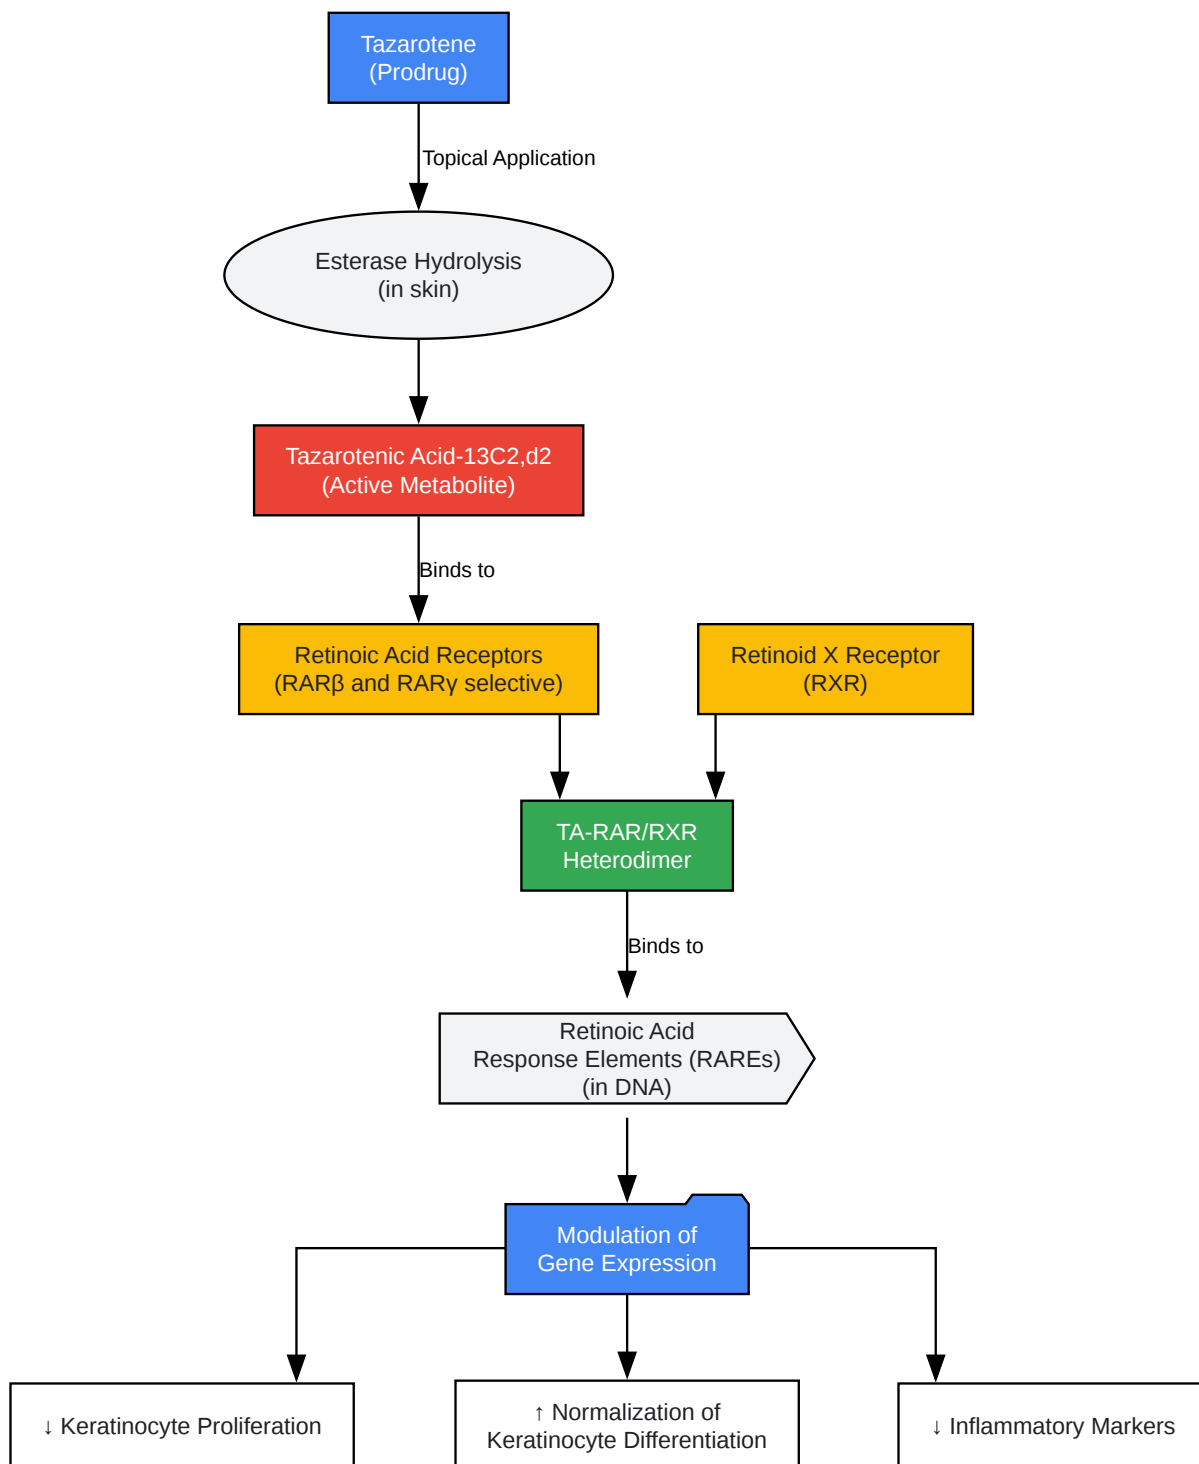 Tazarotene
(Prodrug)
Topical Application
Esterase Hydrolysis
(in skin)
Tazarotenic Acid-13C2,d2
(Active Metabolite)
Binds to
Retinoic Acid Receptors
(RARβ and RARγ selective)
Retinoid X Receptor
(RXR)
TA-RAR/RXR
Heterodimer
Binds to
Retinoic Acid
Response Elements (RAREs)
(in DNA)
Modulation of
Gene Expression
↓ Keratinocyte Proliferation
↑ Normalization of
Keratinocyte Differentiation
↓ Inflammatory Markers